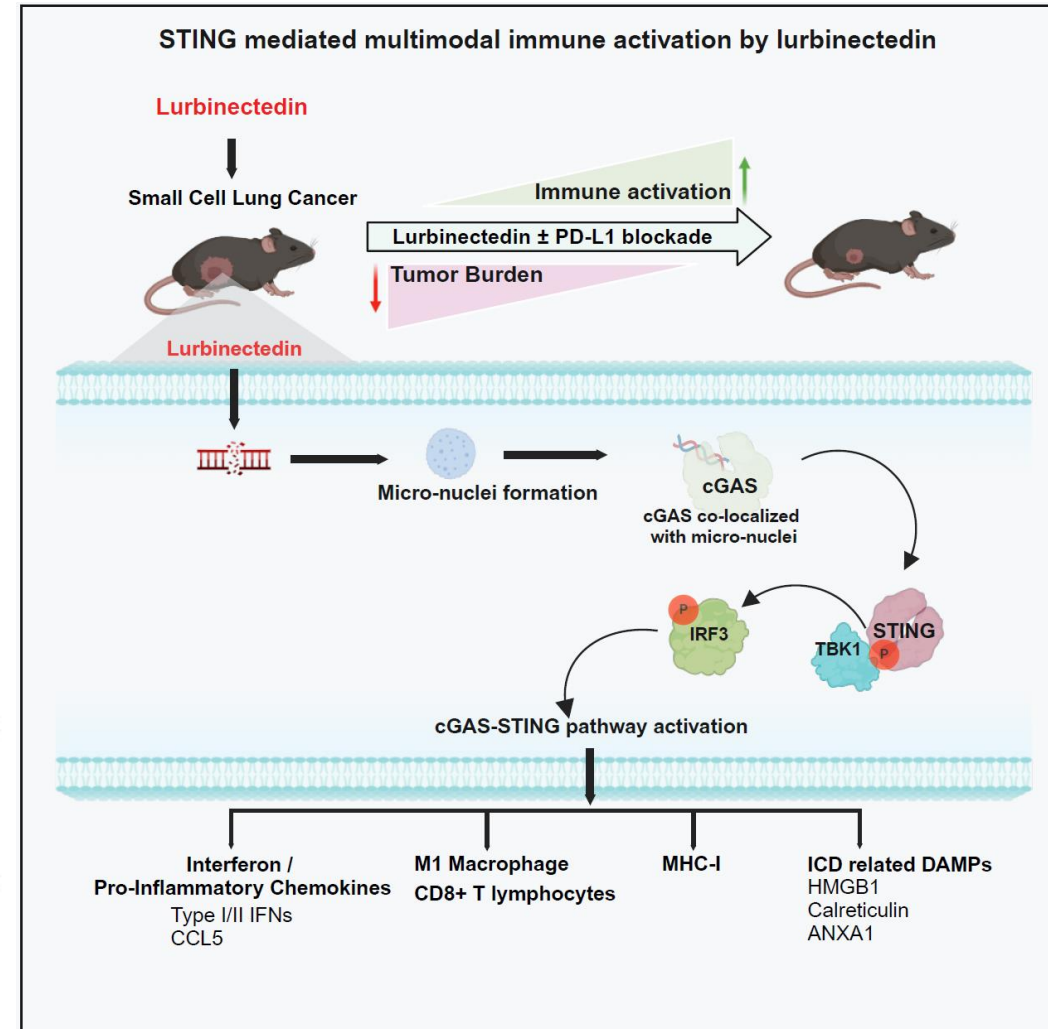 STING mediated multimodal immune activation by lurbinectedin
Lurbinectedin
Small Cell Lung Cancer
Immune activation
Lurbinectedin ± PD-L1 blockade
Tumor Burden
Lurbinectedin
Micro-nuclei formation
cGAS
cGAS co-localized
with micro-nuclei
P
IRF3
STING
TBK1
P
cGAS-STING pathway activation
Interferon /
Pro-Inflammatory Chemokines
Type I/II IFNs
CCL5
M1 Macrophage
CD8+ T lymphocytes
MHC-I
ICD related DAMPs
HMGB1
Calreticulin
ANXA1